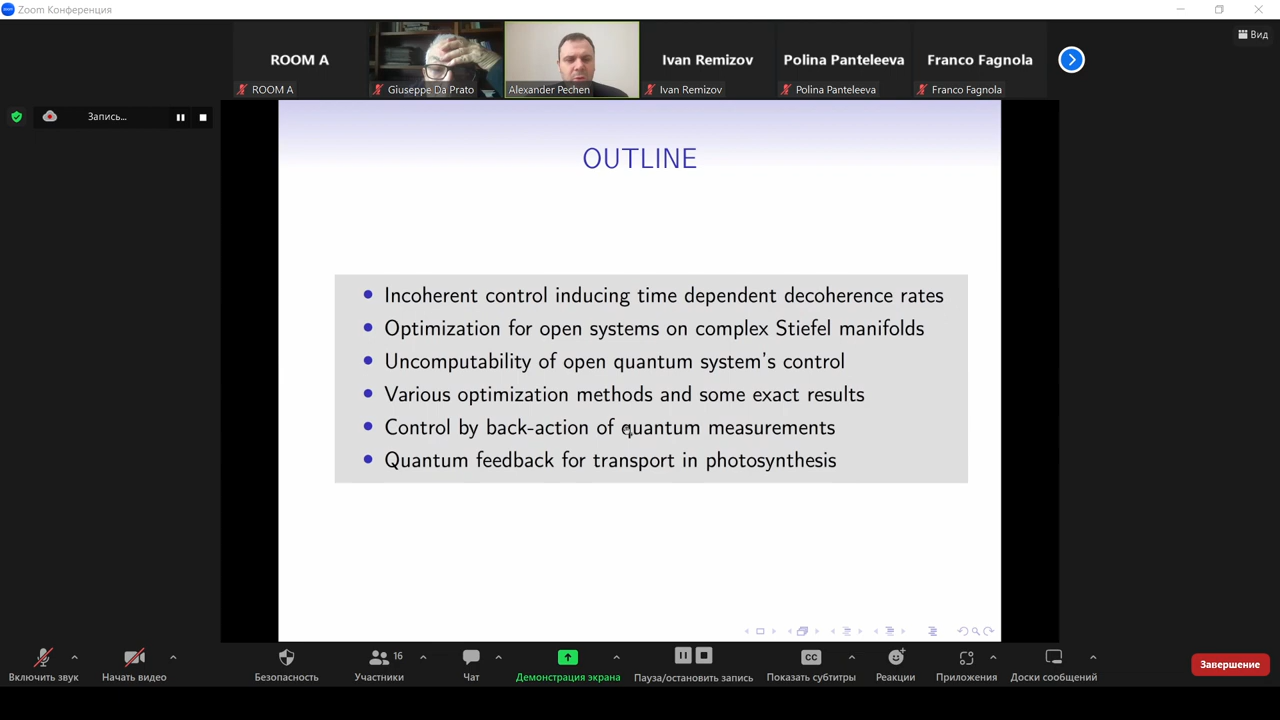 Zoom Конференция
Вид
ROOM A
Ivan Remizov
Polina Panteleeva
Franco Fagnola
ROOM A
Giuseppe Da Prato
Alexander Pechen
Ivan Remizov
Polina Panteleeva
Franco Fagnola
Запись...
OUTLINE
Incoherent control inducing time dependent decoherence rates
Optimization for open systems on complex Stiefel manifolds
Uncomputability of open quantum system's control
Various optimization methods and some exact results
Control by back-action of quantum measurements
Quantum feedback for transport in photosynthesis
16
CC
Включить звук
Начать видео
Безопасность
Участники
Чат
Демонстрация экрана
Пауза/остановить запись
Показать субтитры
Реакции
Приложения
Доски сообщений
Завершение